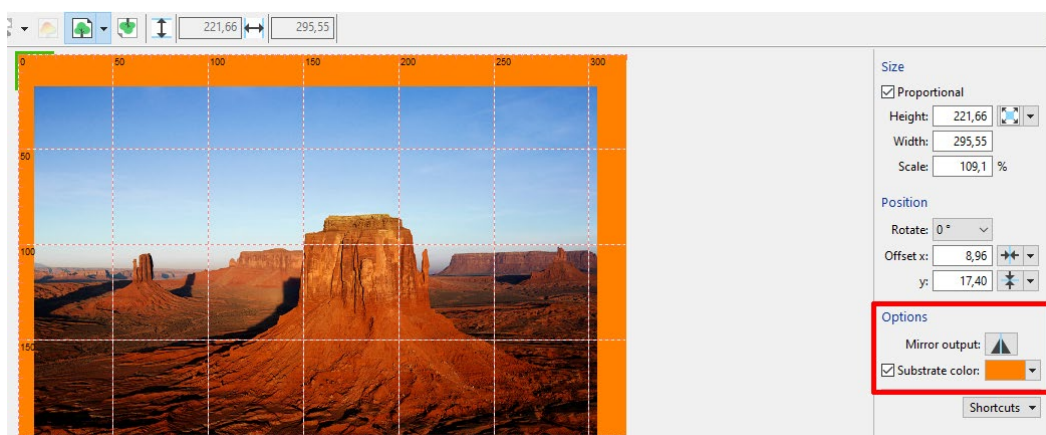 221,66
295,55
0 50 100 150 200 250 300
50
100
150
Size
Proportional
Height: 221,66
Width: 295,55
Scale: 109,1 %
Position
Rotate: 0 °
Offset x: 8,96
y: 17,40
Options
Mirror output:
Substrate color:
Shortcuts